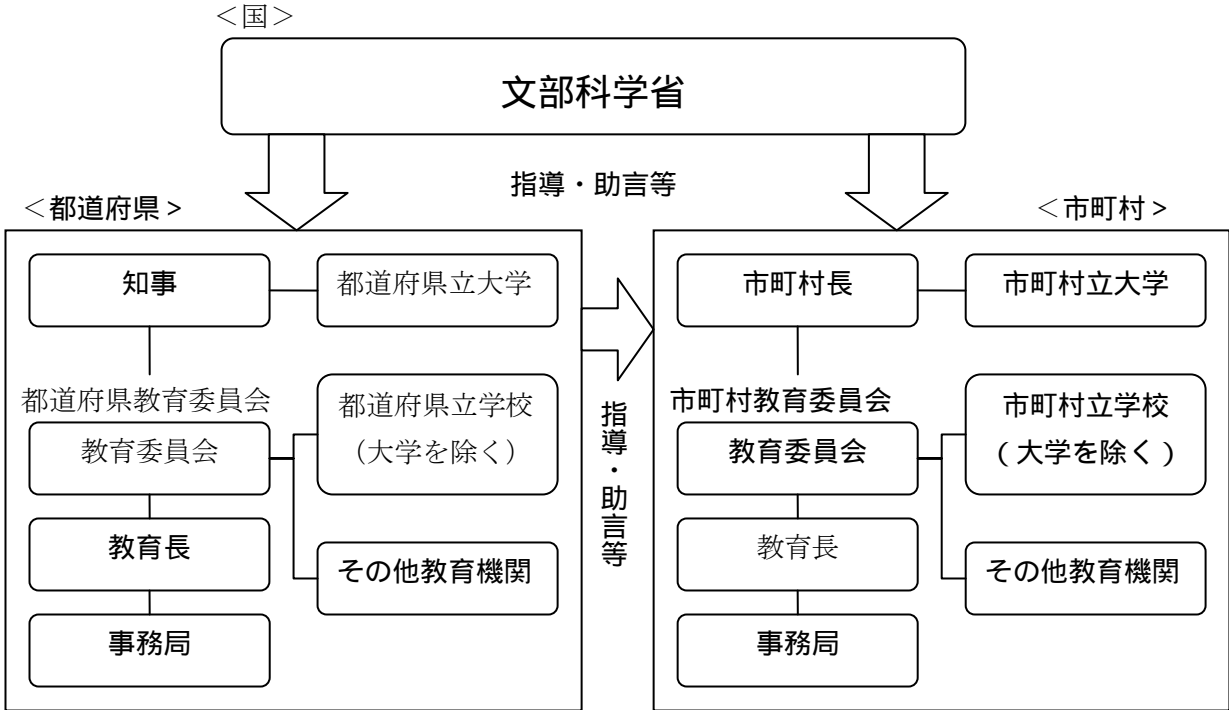 ＜国＞
文部科学省
指導・助言等
＜都道府県＞
知事
都道府県立大学
都道府県教育委員会
教育委員会
都道府県立学校
（大学を除く）
教育長
その他教育機関
事務局
指導・助言等
＜市町村＞
市町村長
市町村立大学
市町村教育委員会
教育委員会
市町村立学校
（大学を除く）
教育長
その他教育機関
事務局